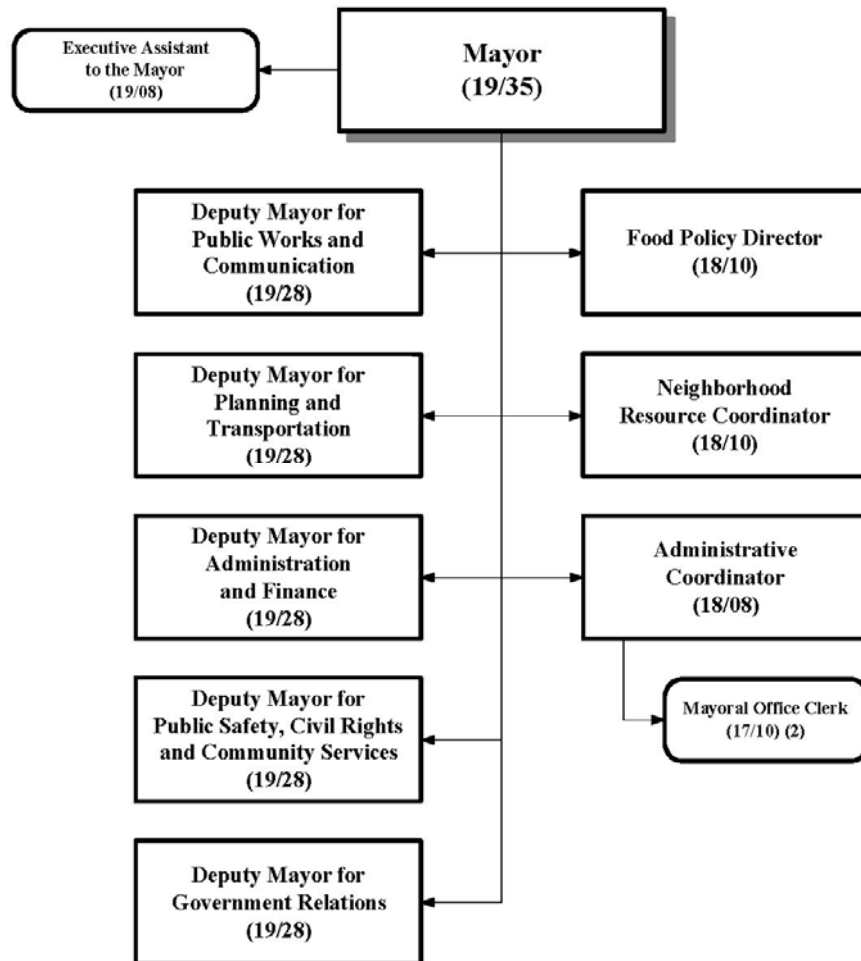 Executive Assistant
to the Mayor
(19/08)
Mayor
(19/35)
Deputy Mayor for
Public Works and
Communication
(19/28)
Food Policy Director
(18/10)
Deputy Mayor for
Planning and
Transportation
(19/28)
Neighborhood
Resource Coordinator
(18/10)
Deputy Mayor for
Administration
and Finance
(19/28)
Administrative
Coordinator
(18/08)
Deputy Mayor for
Public Safety, Civil Rights
and Community Services
(19/28)
Mayoral Office Clerk
(17/10) (2)
Deputy Mayor for
Government Relations
(19/28)